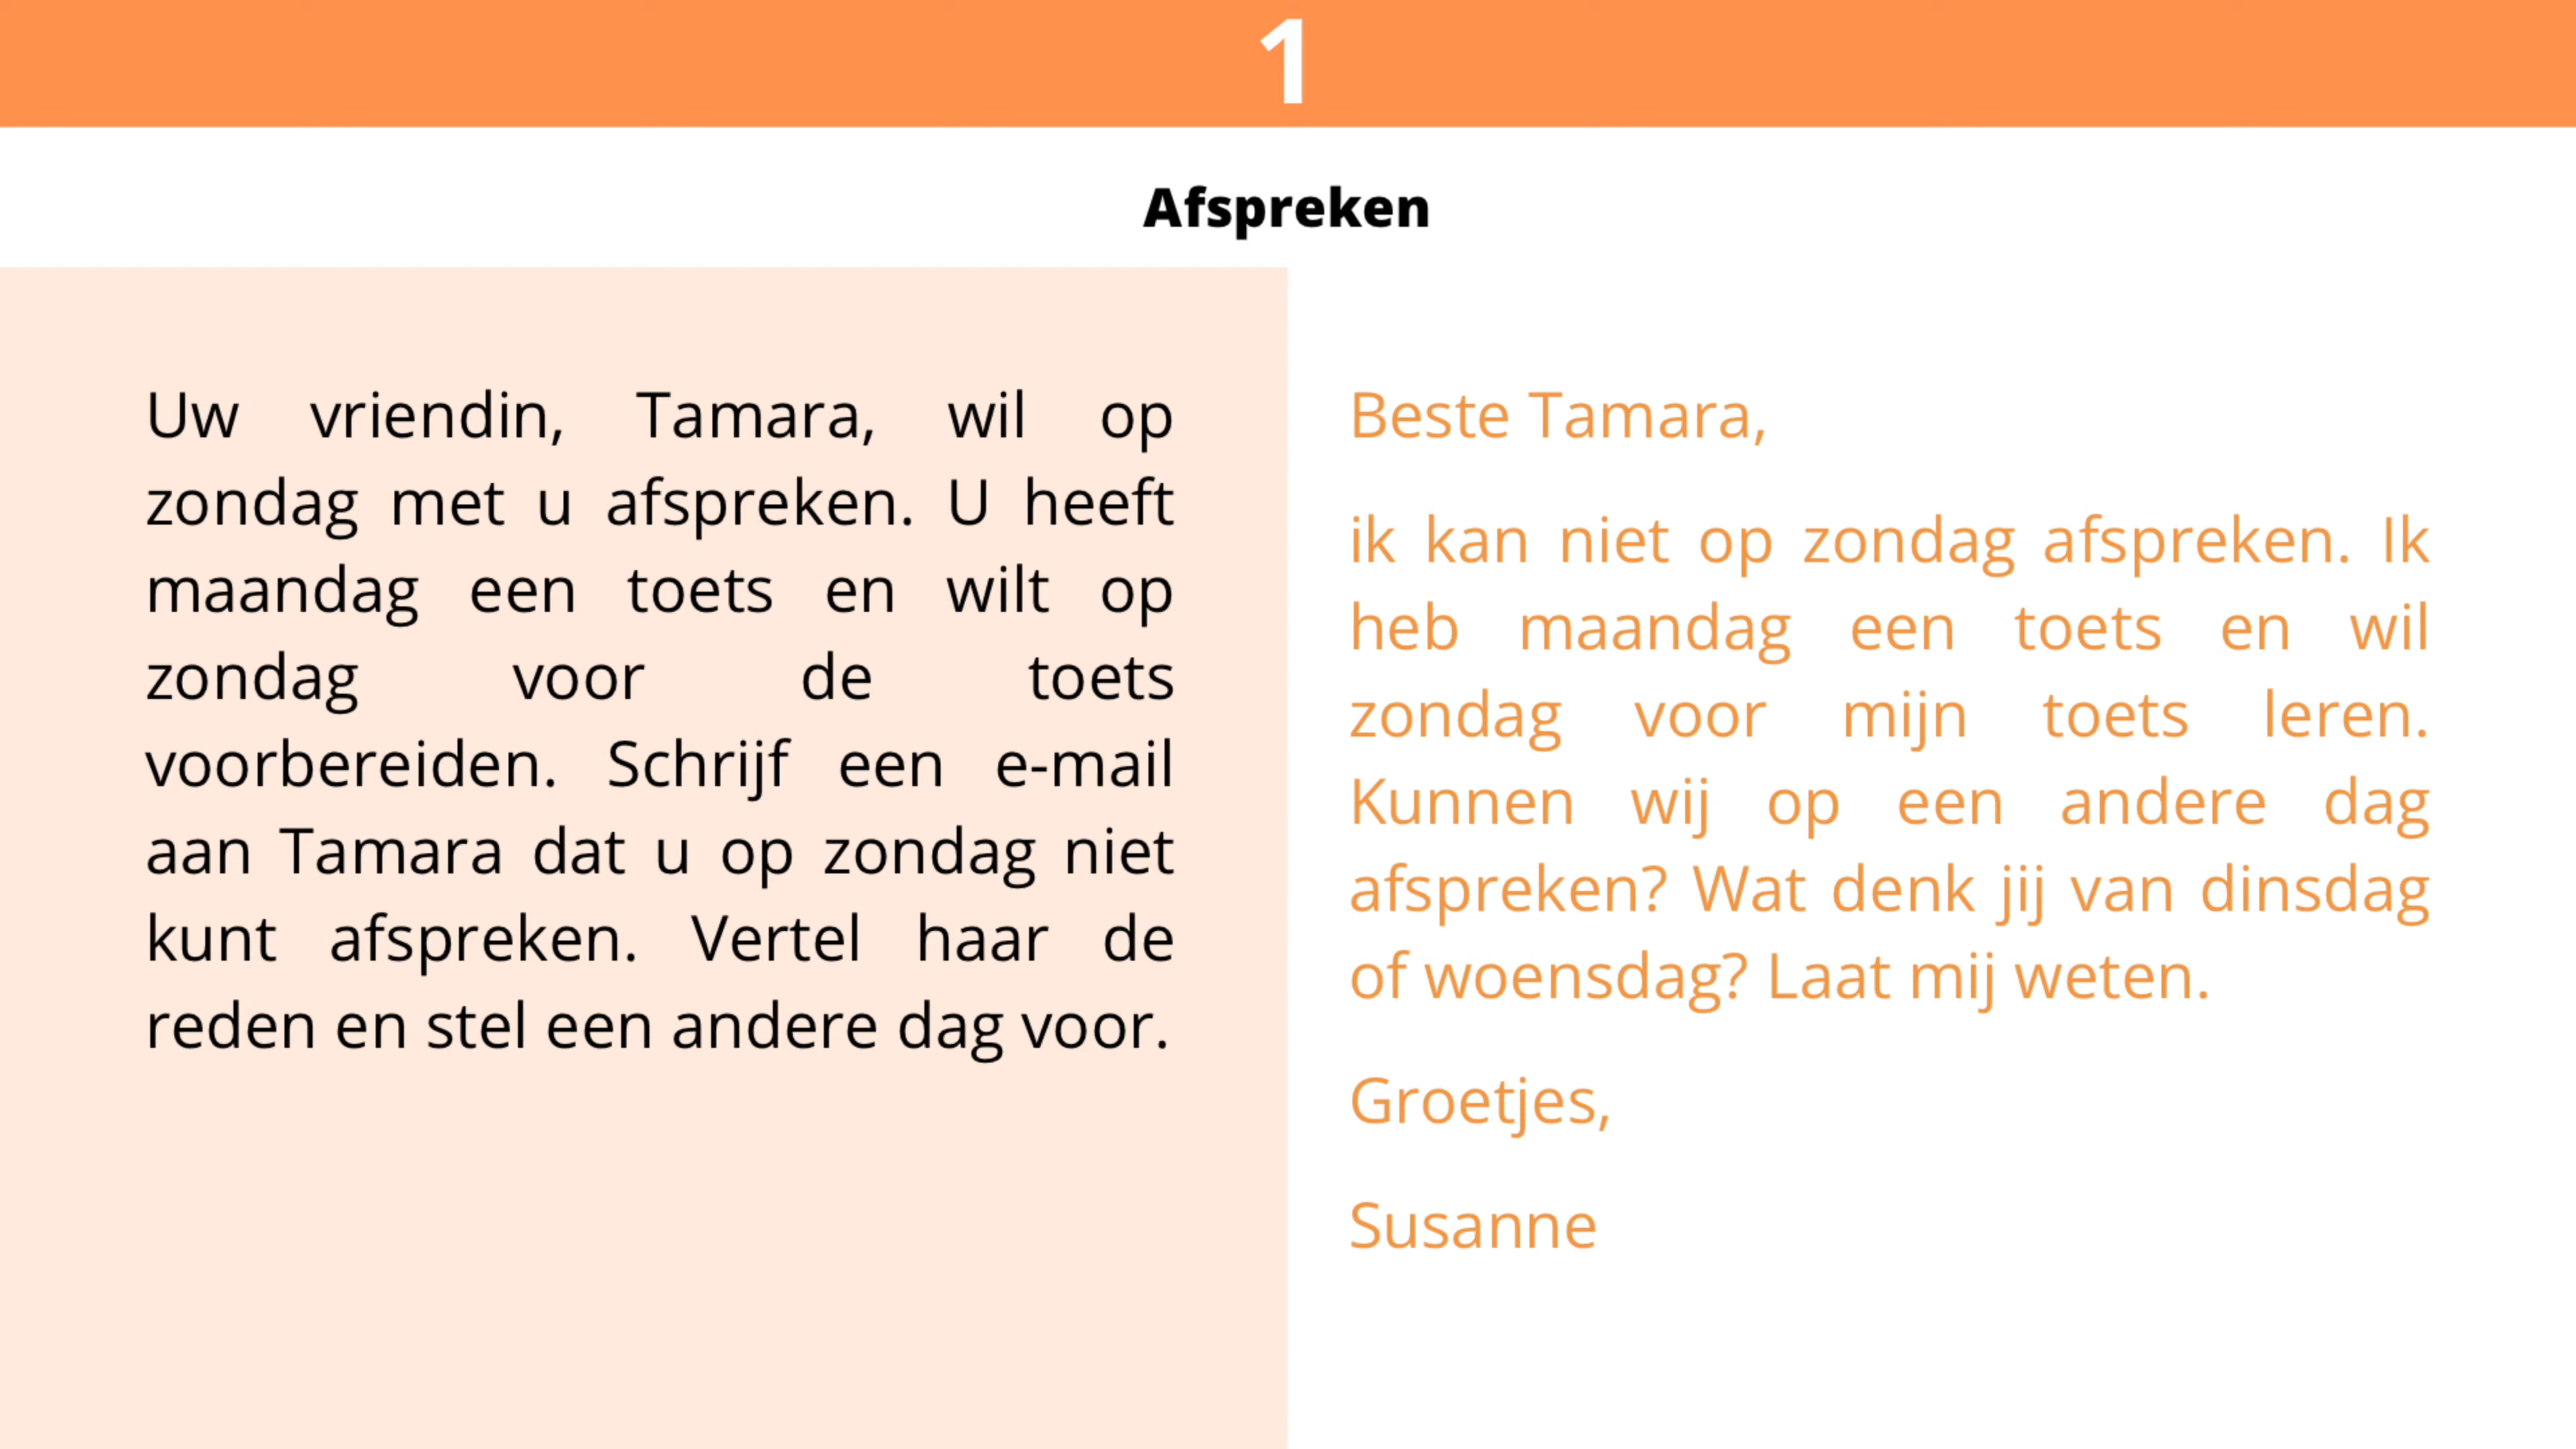 1
Afspreken
Uw vriendin, Tamara, wil op
zondag met u afspreken. U heeft
maandag een toets en wilt op
zondag voor de toets
voorbereiden. Schrijf een e-mail
aan Tamara dat u op zondag niet
kunt afspreken. Vertel haar de
reden en stel een andere dag voor.
Beste Tamara,
ik kan niet op zondag afspreken. Ik
heb maandag een toets en wil
zondag voor mijn toets leren.
Kunnen wij op een andere dag
afspreken? Wat denk jij van dinsdag
of woensdag? Laat mij weten.
Groetjes,
Susanne